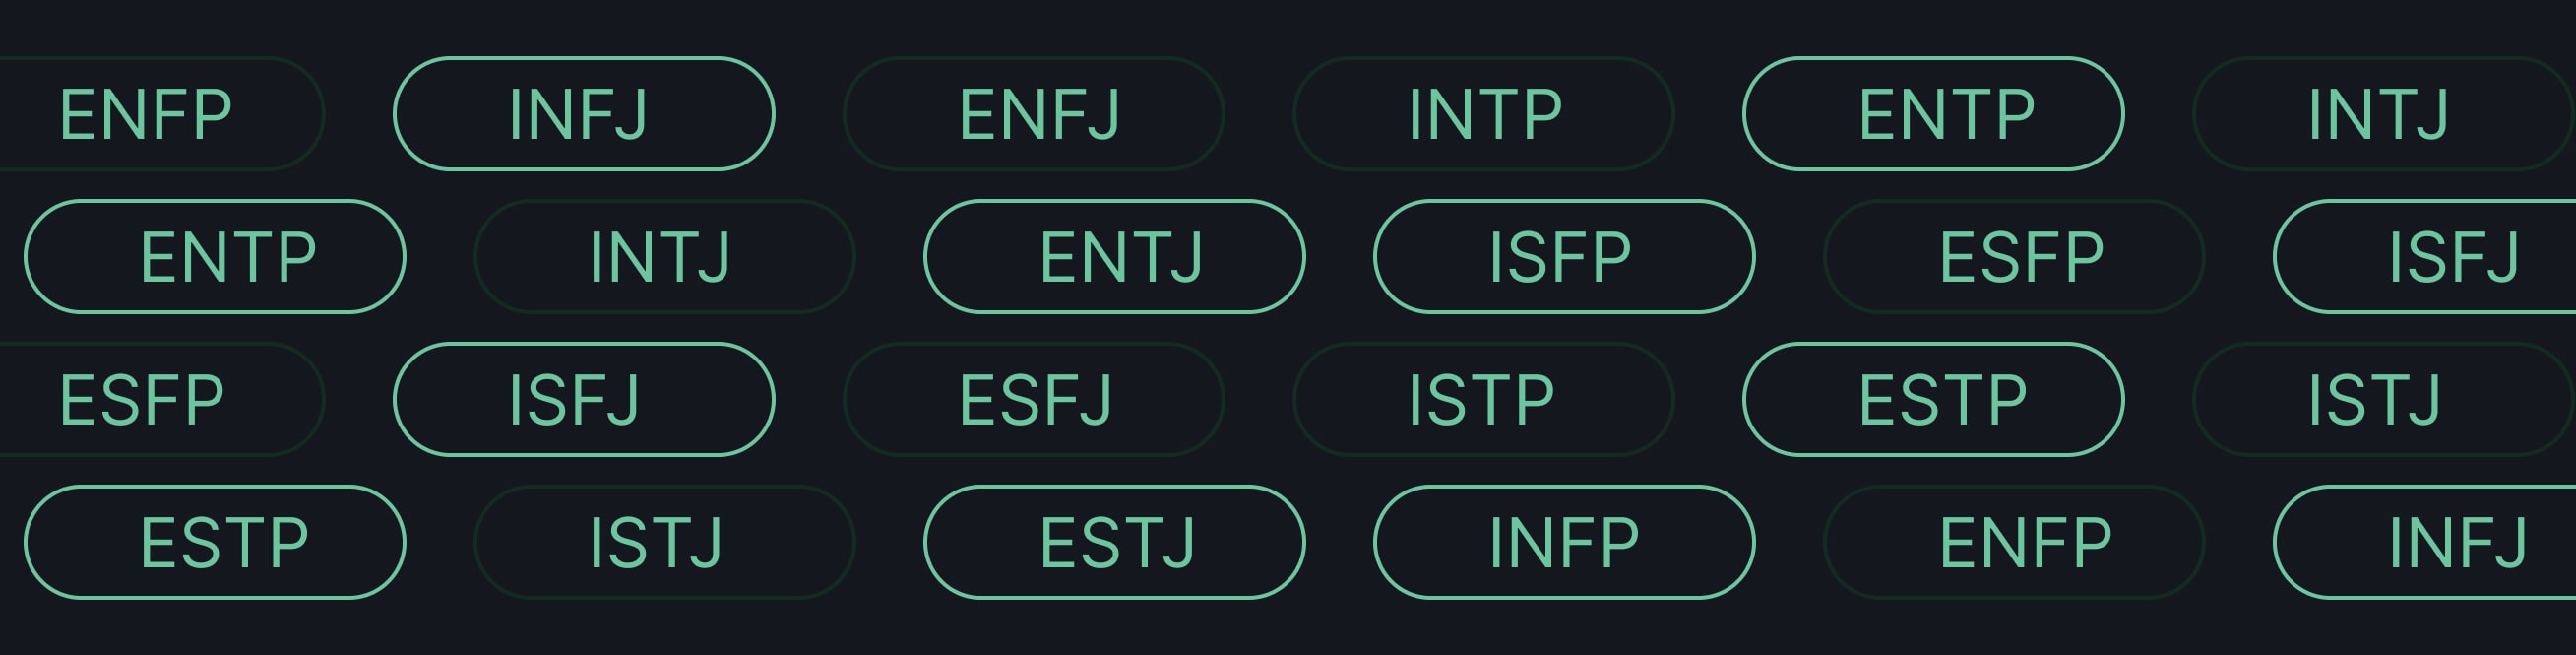 ENFP INFJ ENFJ INTP ENTP INTJ
ENTP INTJ ENTJ ISFP ESFP ISFJ
ESFP ISFJ ESFJ ISTP ESTP ISTJ
ESTP ISTJ ESTJ INFP ENFP INFJ